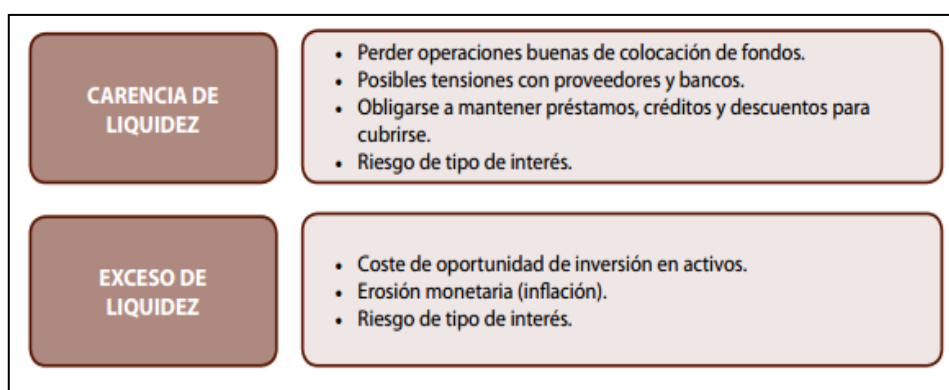 CARENCIA DE
LIQUIDEZ
• Perder operaciones buenas de colocación de fondos.
• Posibles tensiones con proveedores y bancos.
• Obligarse a mantener préstamos, créditos y descuentos para
cubrirse.
• Riesgo de tipo de interés.
EXCESO DE
LIQUIDEZ
• Coste de oportunidad de inversión en activos.
• Erosión monetaria (inflación).
• Riesgo de tipo de interés.